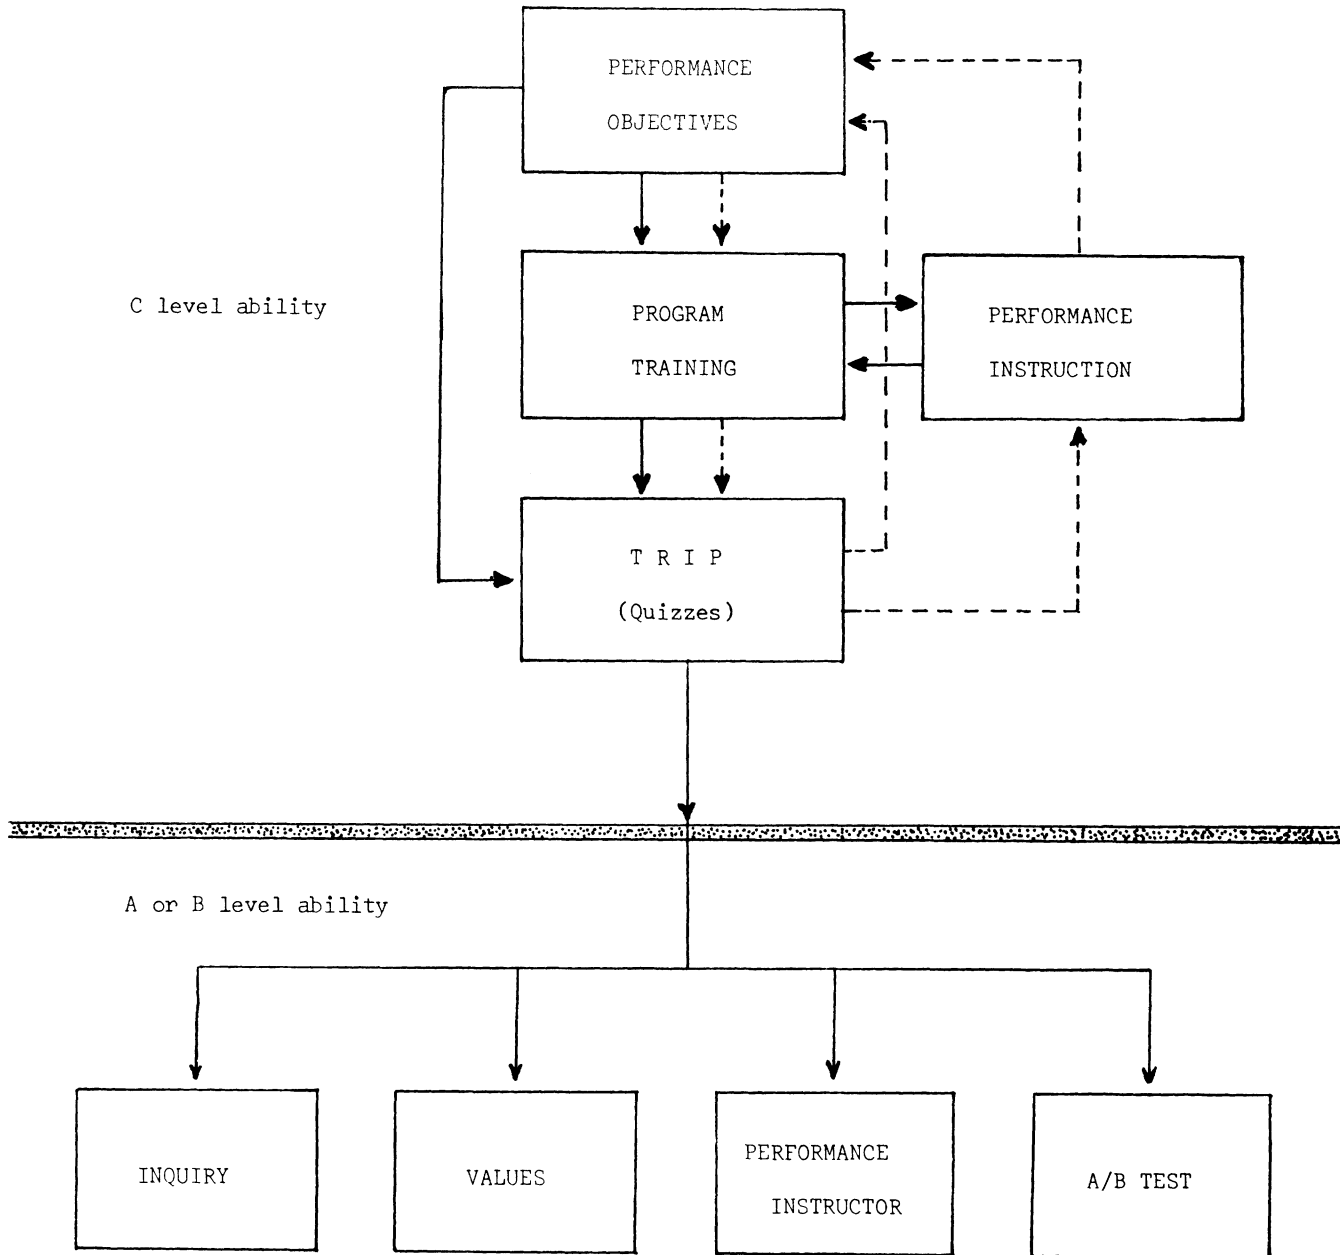 PERFORMANCE
OBJECTIVES
C level ability
PROGRAM
TRAINING
PERFORMANCE
INSTRUCTION
T R I P
(Quizzes)
A or B level ability
INQUIRY
VALUES
PERFORMANCE
INSTRUCTOR
A/B TEST